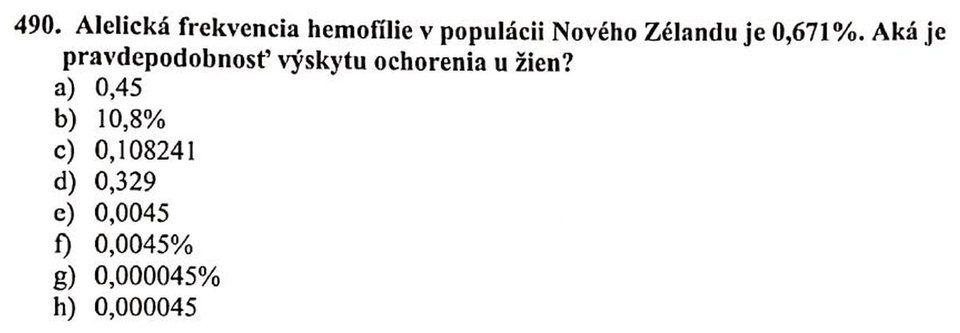 490. Alelická frekvencia hemofílie v populácii Nového Zélandu je 0,671%. Aká je
pravdepodobnosť výskytu ochorenia u žien?
a) 0,45
b) 10,8%
c) 0,108241
d) 0,329
e) 0,0045
f) 0,0045%
g) 0,000045%
h) 0,000045